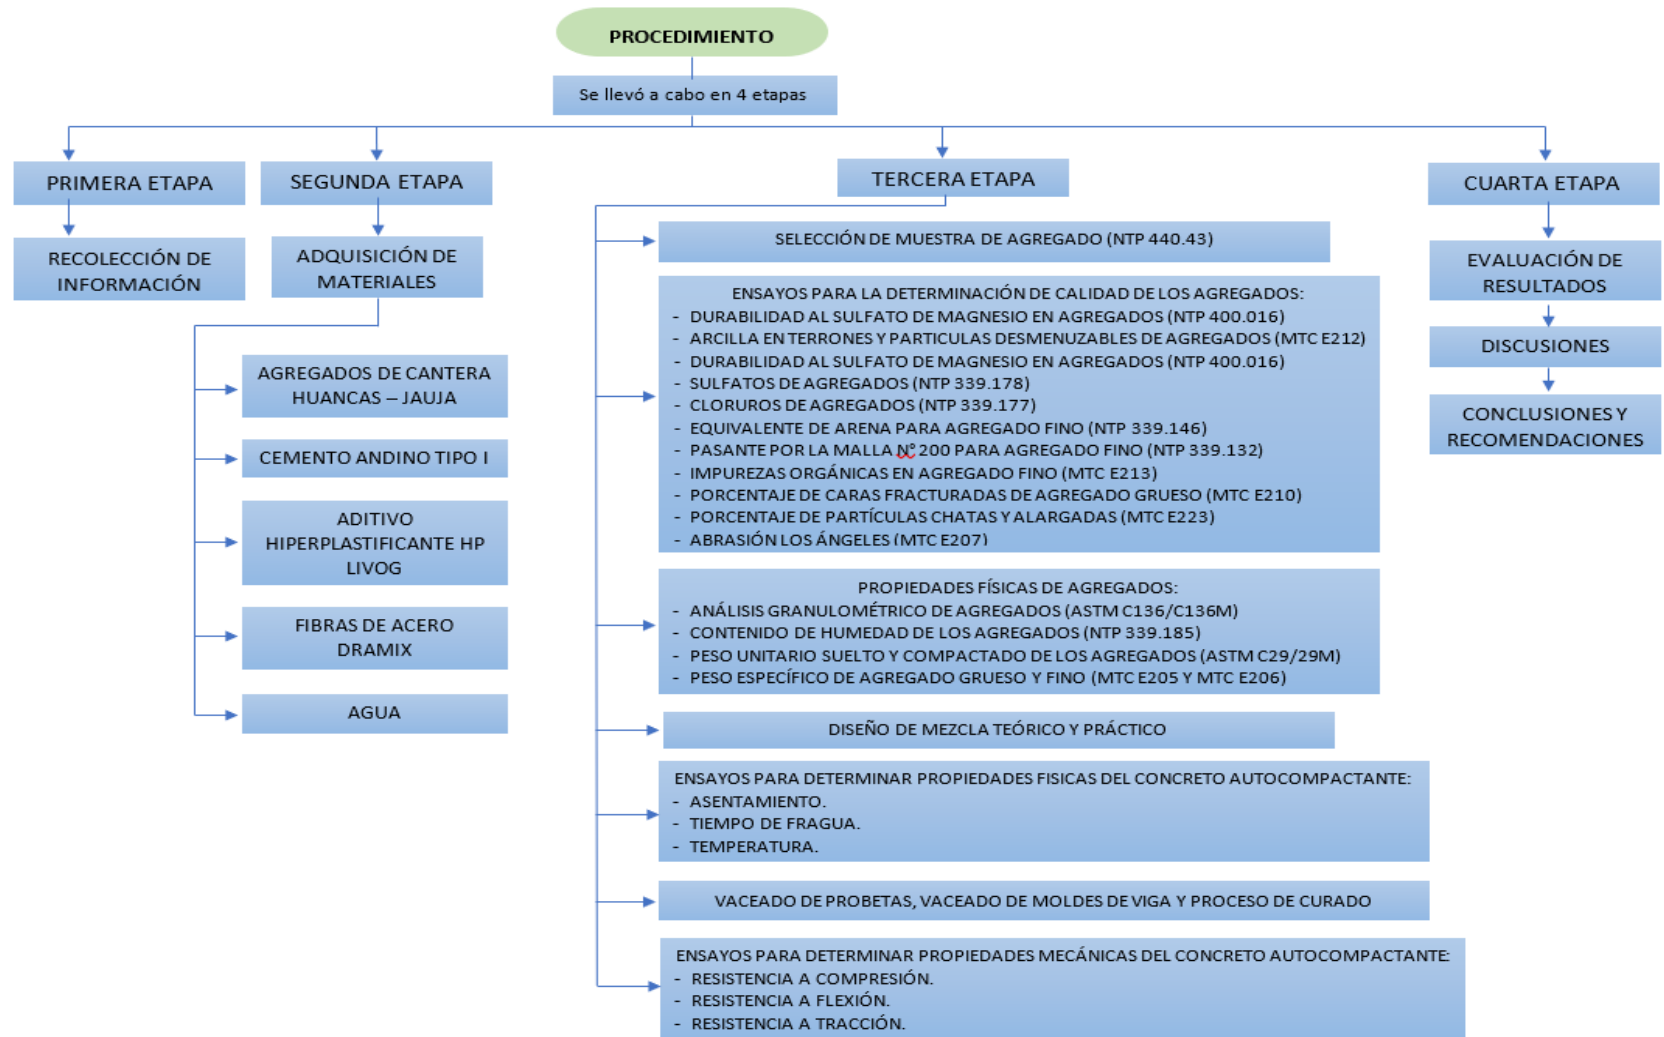 PROCEDIMIENTO
Se llevó a cabo en 4 etapas
PRIMERA ETAPA
RECOLECCIÓN DE
INFORMACIÓN
SEGUNDA ETAPA
ADQUISICIÓN DE
MATERIALES
AGREGADOS DE CANTERA
HUANCAS – JAUJA
CEMENTO ANDINO TIPO I
ADITIVO
HIPERPLASTIFICANTE HP
LIVOG
FIBRAS DE ACERO
DRAMIX
AGUA
TERCERA ETAPA
SELECCIÓN DE MUESTRA DE AGREGADO (NTP 440.43)
ENSAYOS PARA LA DETERMINACIÓN DE CALIDAD DE LOS AGREGADOS:
- DURABILIDAD AL SULFATO DE MAGNESIO EN AGREGADOS (NTP 400.016)
- ARCILLA EN TERRONES Y PARTICULAS DESMENUZABLES DE AGREGADOS (MTC E212)
- DURABILIDAD AL SULFATO DE MAGNESIO EN AGREGADOS (NTP 400.016)
- SULFATOS DE AGREGADOS (NTP 339.178)
- CLORUROS DE AGREGADOS (NTP 339.177)
- EQUIVALENTE DE ARENA PARA AGREGADO FINO (NTP 339.146)
- PASANTE POR LA MALLA N° 200 PARA AGREGADO FINO (NTP 339.132)
- IMPUREZAS ORGÁNICAS EN AGREGADO FINO (MTC E213)
- PORCENTAJE DE CARAS FRACTURADAS DE AGREGADO GRUESO (MTC E210)
- PORCENTAJE DE PARTÍCULAS CHATAS Y ALARGADAS (MTC E223)
- ABRASIÓN LOS ÁNGELES (MTC E207)
PROPIEDADES FÍSICAS DE AGREGADOS:
- ANÁLISIS GRANULOMÉTRICO DE AGREGADOS (ASTM C136/C136M)
- CONTENIDO DE HUMEDAD DE LOS AGREGADOS (NTP 339.185)
- PESO UNITARIO SUELTO Y COMPACTADO DE LOS AGREGADOS (ASTM C29/29M)
- PESO ESPECÍFICO DE AGREGADO GRUESO Y FINO (MTC E205 Y MTC E206)
DISEÑO DE MEZCLA TEÓRICO Y PRÁCTICO
ENSAYOS PARA DETERMINAR PROPIEDADES FISICAS DEL CONCRETO AUTOCOMPACTANTE:
- ASENTAMIENTO.
- TIEMPO DE FRAGUA.
- TEMPERATURA.
VACEADO DE PROBETAS, VACEADO DE MOLDES DE VIGA Y PROCESO DE CURADO
ENSAYOS PARA DETERMINAR PROPIEDADES MECÁNICAS DEL CONCRETO AUTOCOMPACTANTE:
- RESISTENCIA A COMPRESIÓN.
- RESISTENCIA A FLEXIÓN.
- RESISTENCIA A TRACCIÓN.
CUARTA ETAPA
EVALUACIÓN DE
RESULTADOS
DISCUSIONES
CONCLUSIONES Y
RECOMENDACIONES